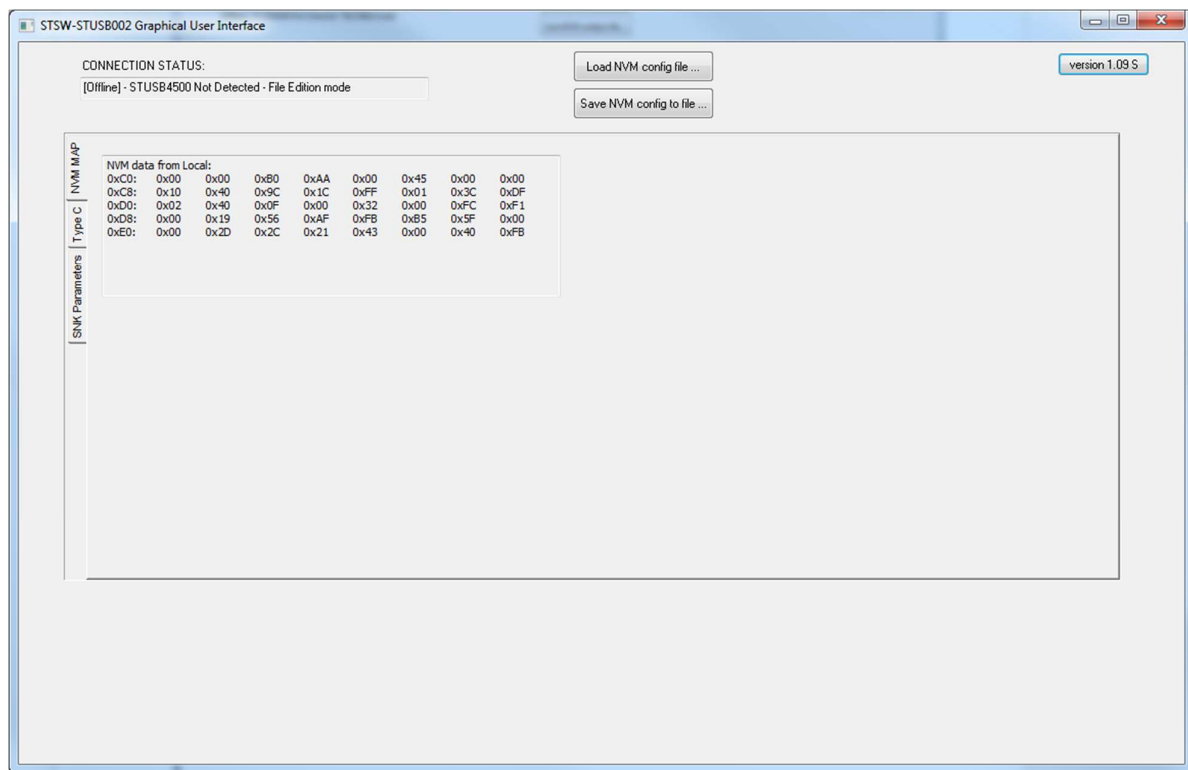 STSW-STUSB002 Graphical User Interface
CONNECTION STATUS:
[Offline] - STUSB4500 Not Detected - File Edition mode
Load NVM config file ...
Save NVM config to file ...
version 1.09 S
NVM MAP
Type C
SNK Parameters
NVM data from Local:
0xC0: 0x00 0x00 0xB0 0xAA 0x00 0x45 0x00 0x00
0xC8: 0x10 0x40 0x9C 0x1C 0xFF 0x01 0x3C 0xDF
0xD0: 0x02 0x40 0x0F 0x00 0x32 0x00 0xFC 0xF1
0xD8: 0x00 0x19 0x56 0xAF 0xFB 0xB5 0x5F 0x00
0xE0: 0x00 0x2D 0x2C 0x21 0x43 0x00 0x40 0xFB